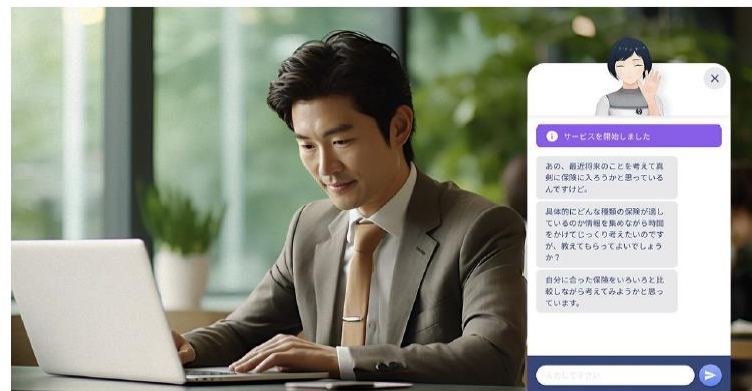 サービスを開始しました
あの、最近将来のことを考えて真
剣に保険に入ろうかと思っている
んですけど。
具体的にどんな種類の保険が適し
ているのか情報を集めながら時間
をかけてじっくり考えたいのです
が、教えてもらってよいでしょう
か？
自分に合った保険をいろいろと比
較しながら考えてみようかと思っ
ています。
入力して下さい